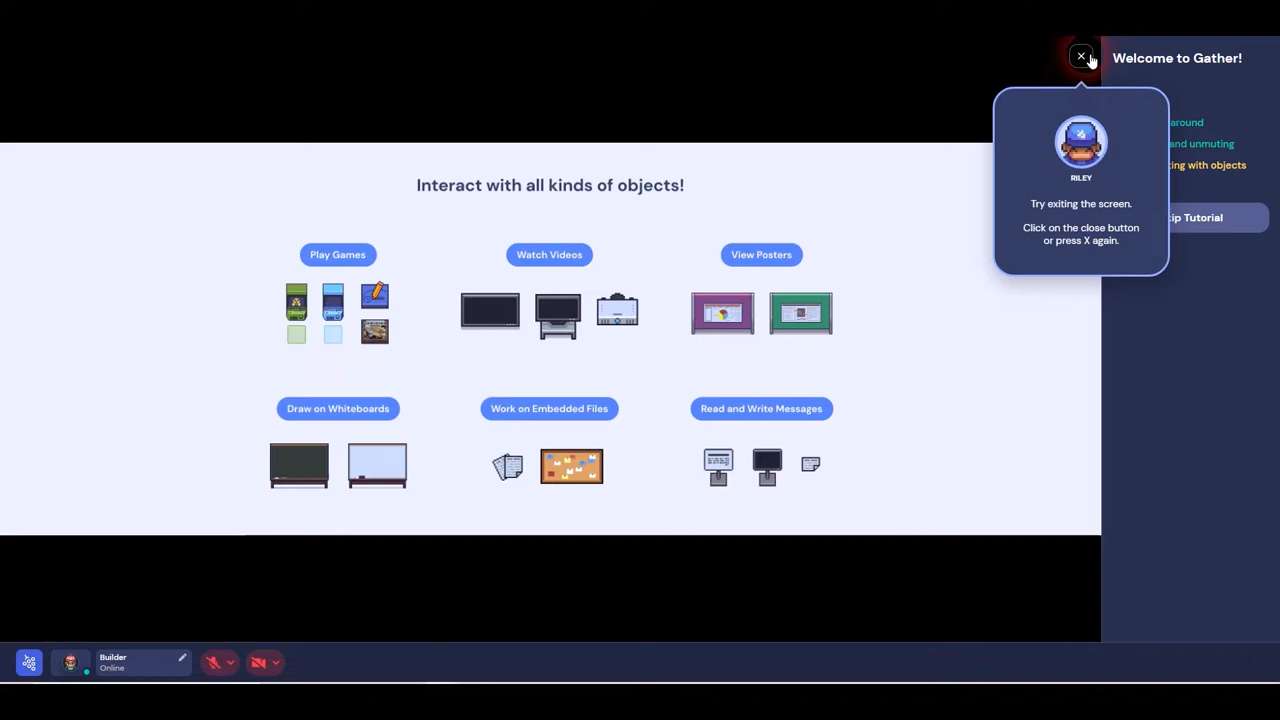 Welcome to Gather!
around
and unmuting
ting with objects
ip Tutorial
RILEY
Try exiting the screen.
Click on the close button
or press X again.
Interact with all kinds of objects!
Play Games
Watch Videos
View Posters
Draw on Whiteboards
Work on Embedded Files
Read and Write Messages
Builder
Online